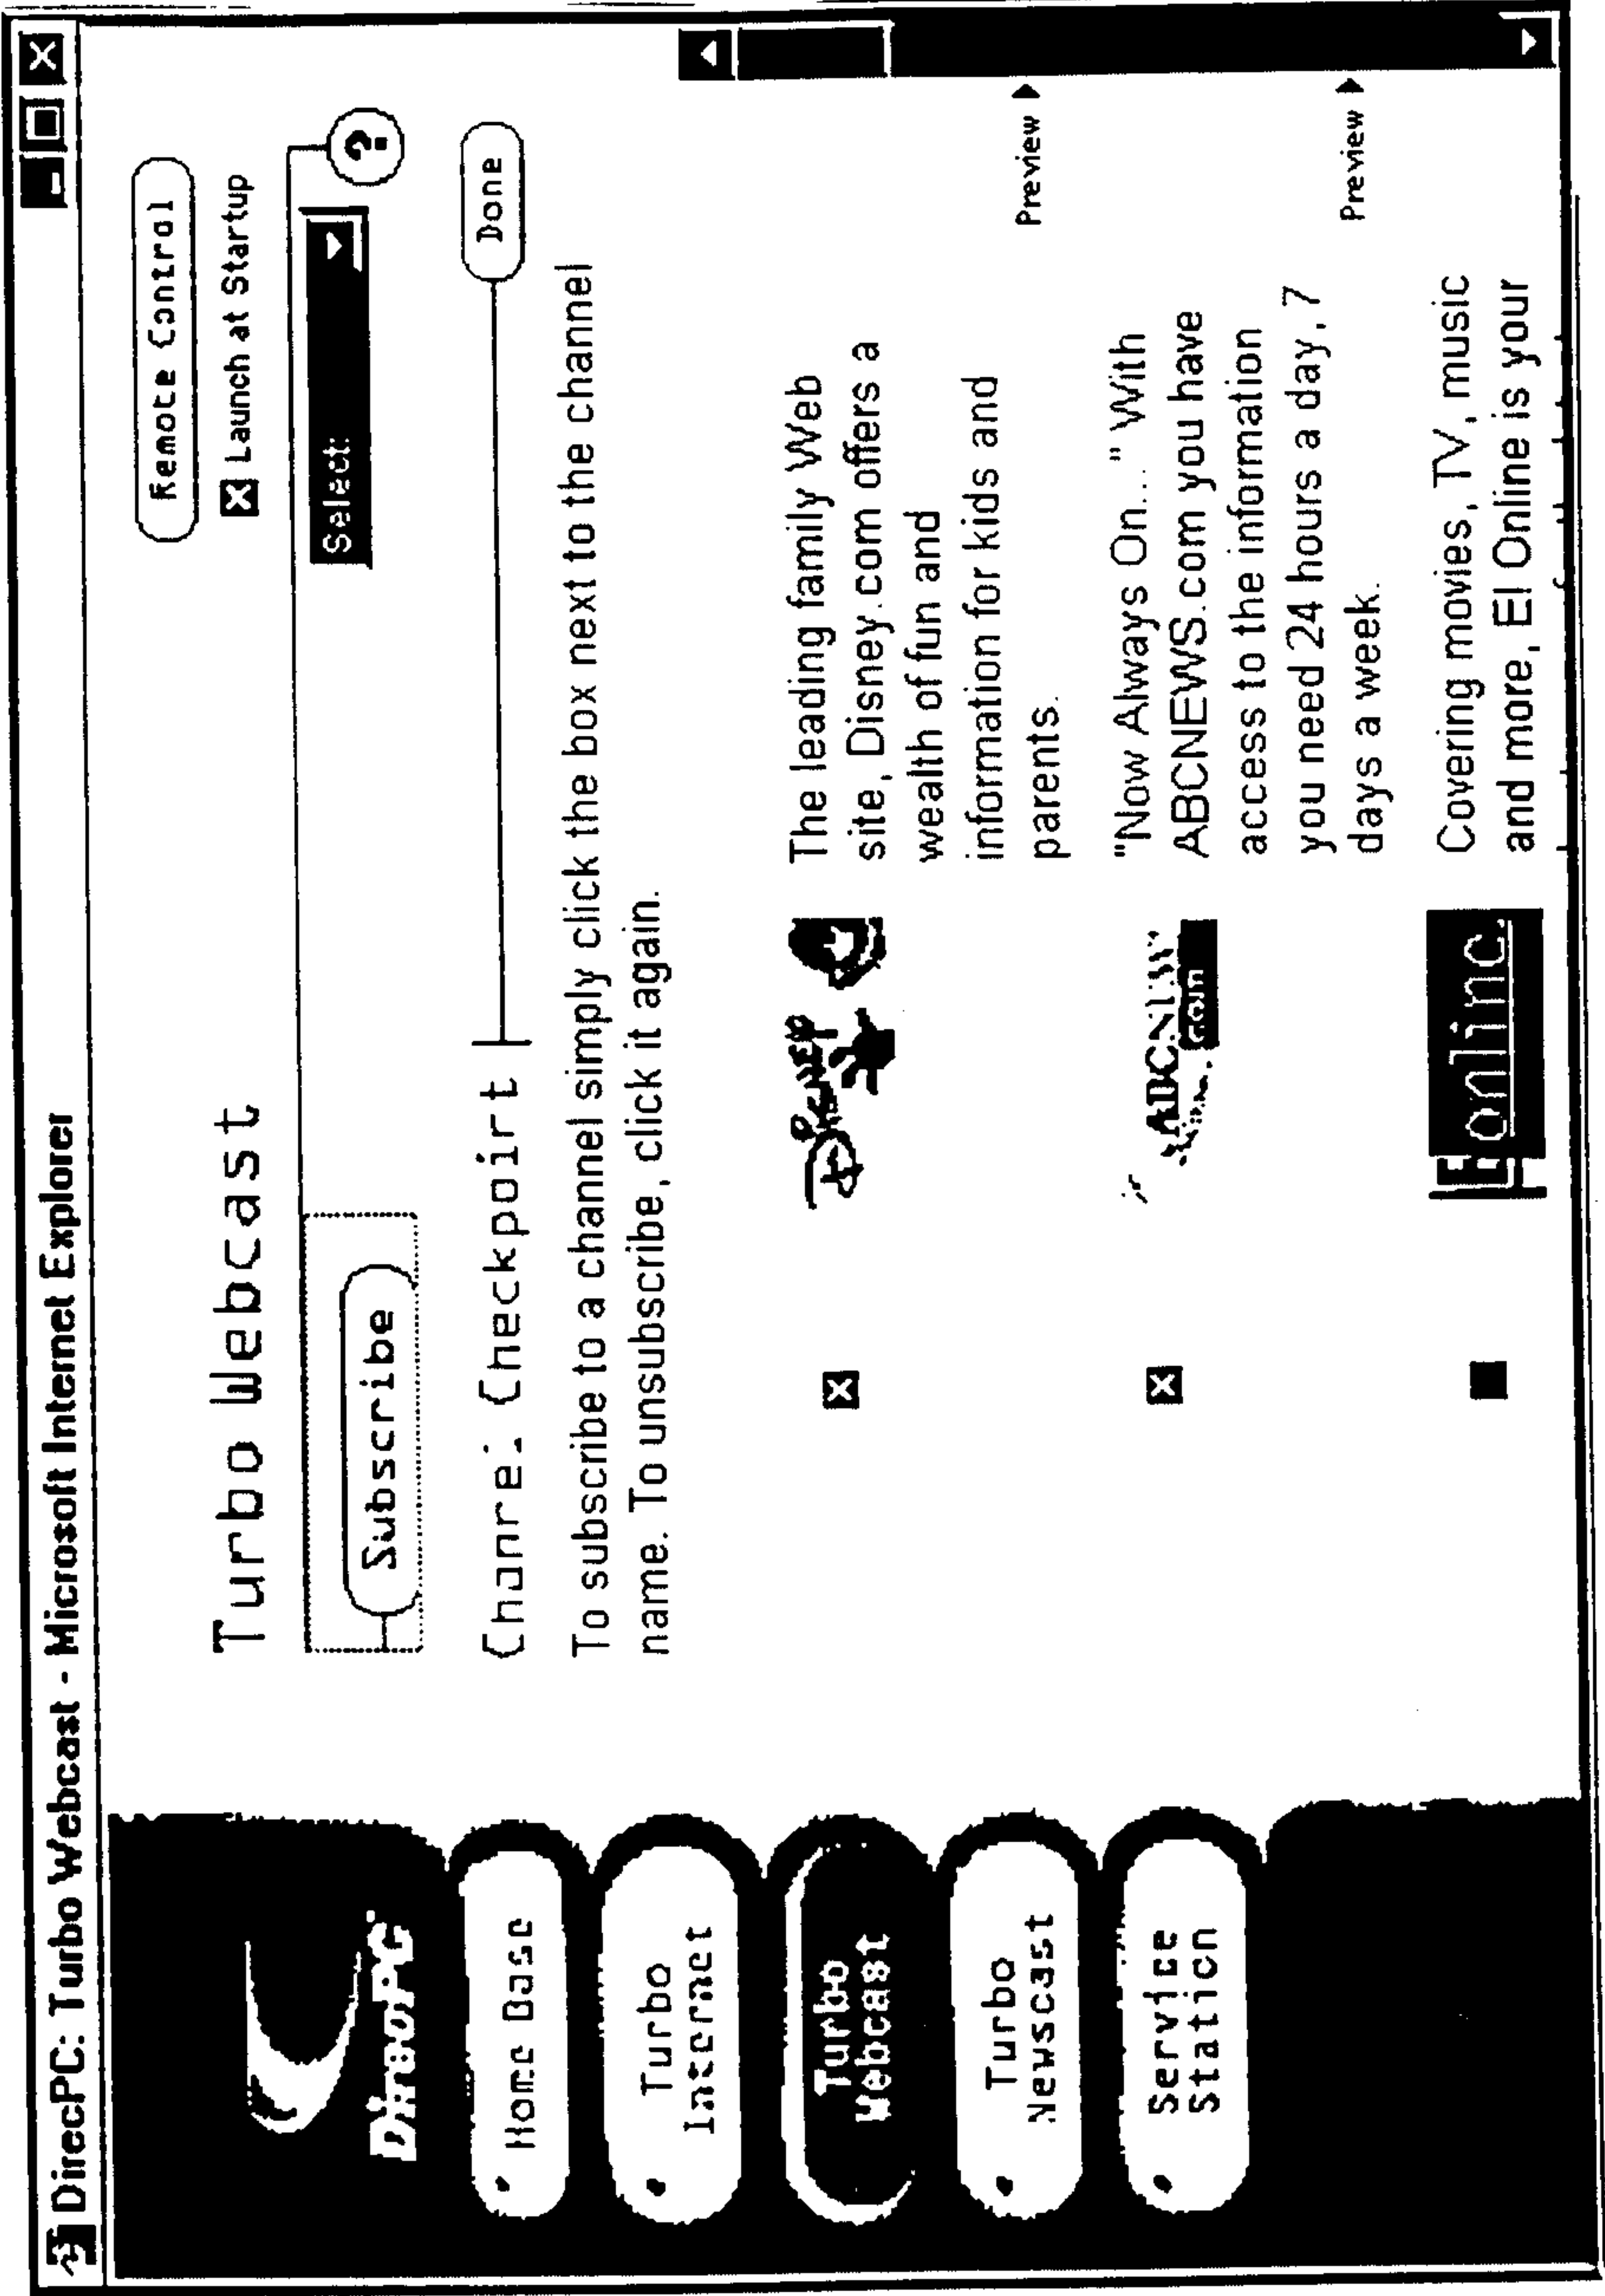 DirecPC: Turbo Webcast - Microsoft Internet Explorer
DirecPC
Home Base
Turbo
Internet
Turbo
Webcast
Turbo
Newscast
Service
Station
Remote Control
Turbo Webcast
Launch at Startup
Subscribe
Select:
?
Channel Checkpoint
Done
To subscribe to a channel simply click the box next to the channel
name. To unsubscribe, click it again.
Disney
The leading family Web
site, Disney.com offers a
wealth of fun and
information for kids and
parents.
Preview
ABCNEWS
.com
"Now Always On..." With
ABCNEWS.com you have
access to the information
you need 24 hours a day, 7
days a week.
Preview
E! Online
Covering movies, TV, music
and more, E! Online is your